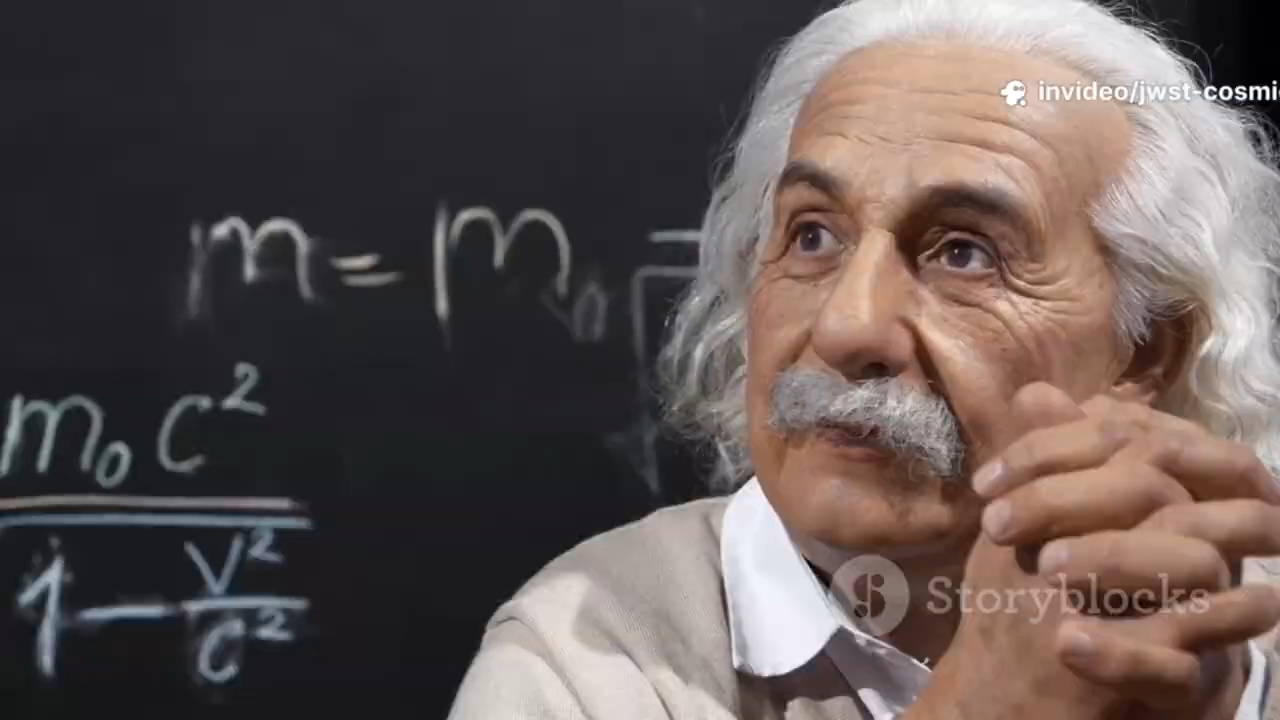 invideo/jwst-cosmi
m = m₀
m₀c²
1 - v²
c²
Storyblocks